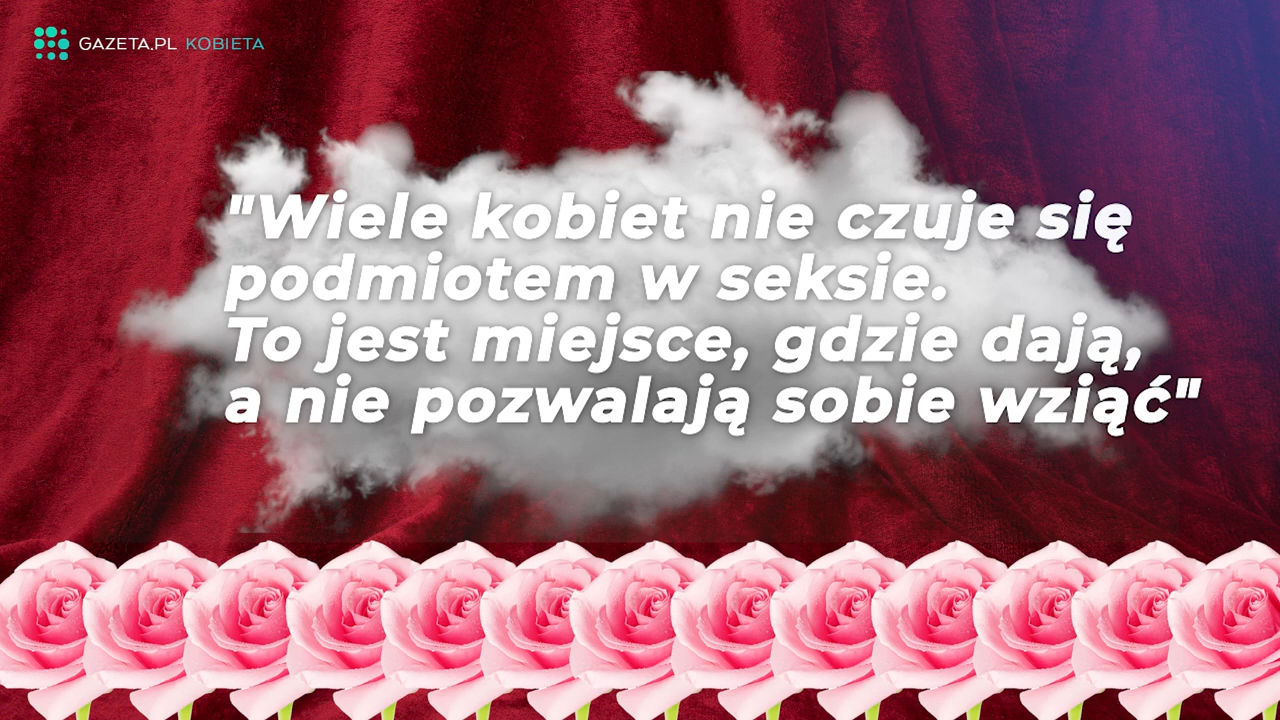 GAZETA.PL KOBIETA
"Wiele kobiet nie czuje się
podmiotem w seksie.
To jest miejsce, gdzie dają,
a nie pozwalają sobie wziąć"